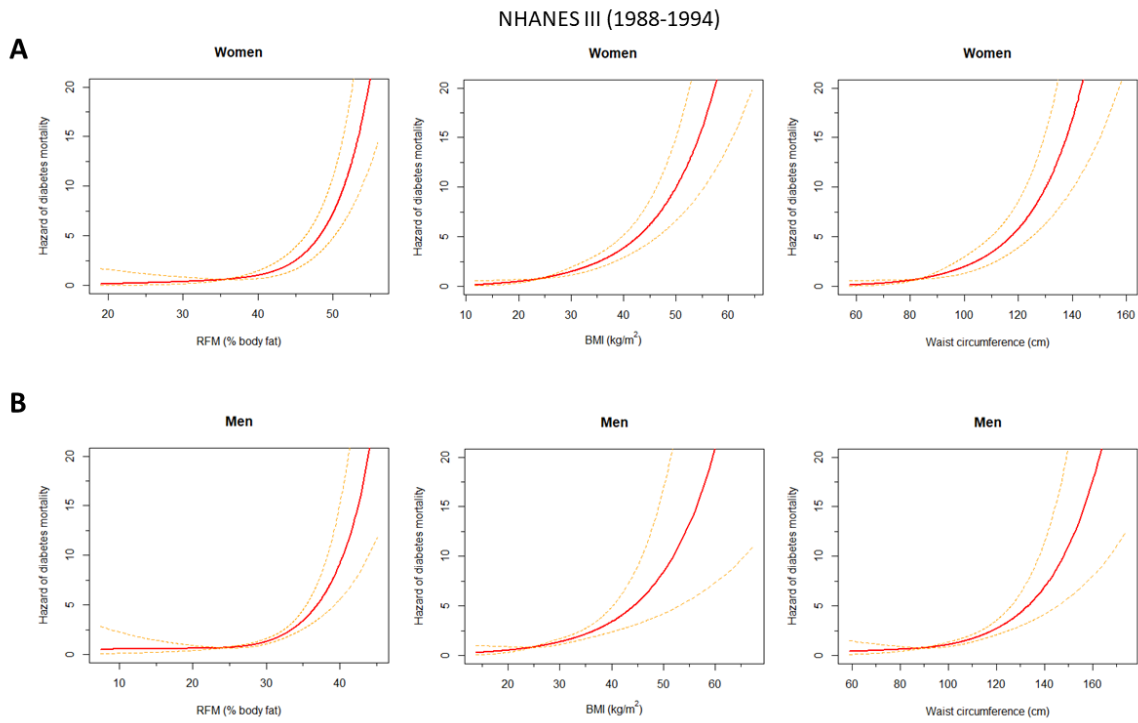 NHANES III (1988-1994)
A
Women
Women
Women
Hazard of diabetes mortality
0 5 10 15 20
20 30 40 50
RFM (% body fat)
Hazard of diabetes mortality
0 5 10 15 20
10 20 30 40 50 60
BMI (kg/m²)
Hazard of diabetes mortality
0 5 10 15 20
60 80 100 120 140 160
Waist circumference (cm)
B
Men
Men
Men
Hazard of diabetes mortality
0 5 10 15 20
10 20 30 40
RFM (% body fat)
Hazard of diabetes mortality
0 5 10 15 20
20 30 40 50 60
BMI (kg/m²)
Hazard of diabetes mortality
0 5 10 15 20
60 80 100 120 140 160
Waist circumference (cm)